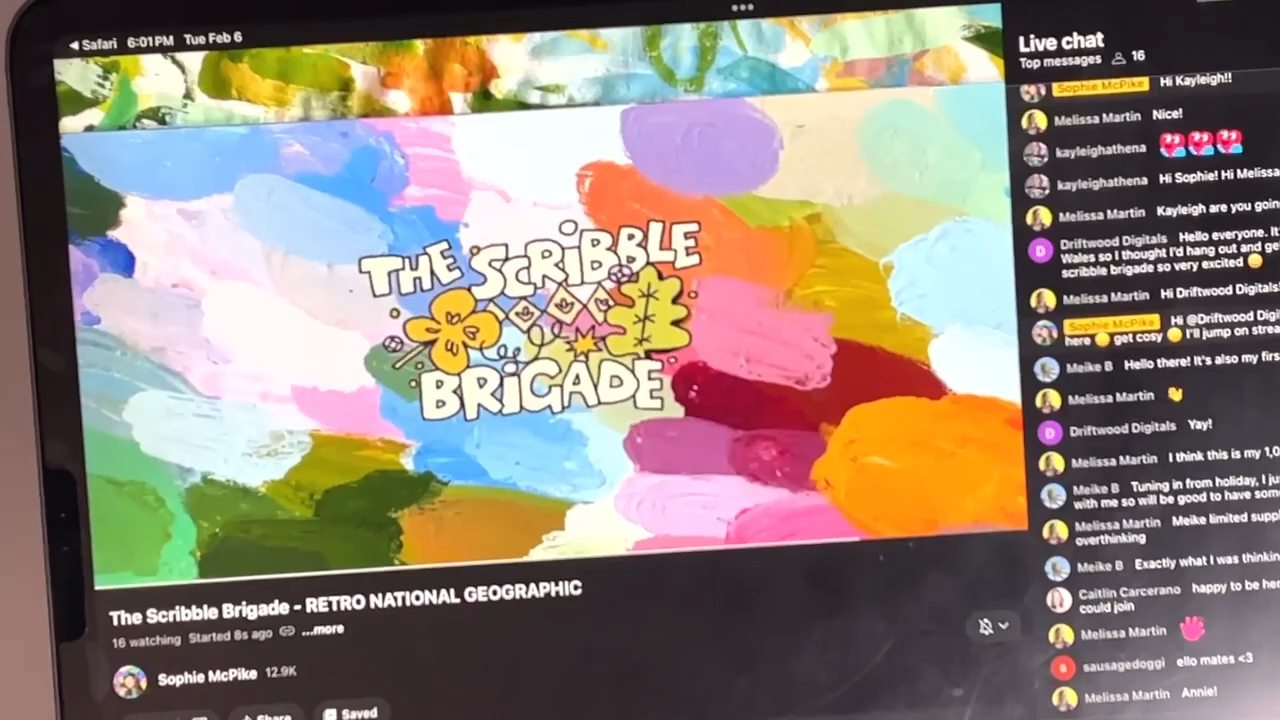 Safari 6:01 PM Tue Feb 6
THE SCRIBBLE
BRIGADE
The Scribble Brigade - RETRO NATIONAL GEOGRAPHIC
16 watching Started 8s ago ...more
Sophie McPike 12.9K
Share Saved
Live chat
Top messages 16
Sophie McPike Hi Kayleigh!!
Melissa Martin Nice!
kayleighathena
kayleighathena Hi Sophie! Hi Melissa
Melissa Martin Kayleigh are you goin
Driftwood Digitals Hello everyone. It
Wales so I thought I'd hang out and ge
scribble brigade so very excited
Melissa Martin Hi Driftwood Digitals!
Sophie McPike Hi @Driftwood Digi
here get cosy I'll jump on strea
Meike B Hello there! It's also my firs
Melissa Martin
D Driftwood Digitals Yay!
Melissa Martin I think this is my 1,0
Meike B Tuning in from holiday, I ju
with me so will be good to have som
Melissa Martin Meike limited supp
overthinking
Meike B Exactly what I was thinkin
Caitlin Carcerano happy to be her
could join
Melissa Martin
sausagedoggi ello mates <3
Melissa Martin Annie!